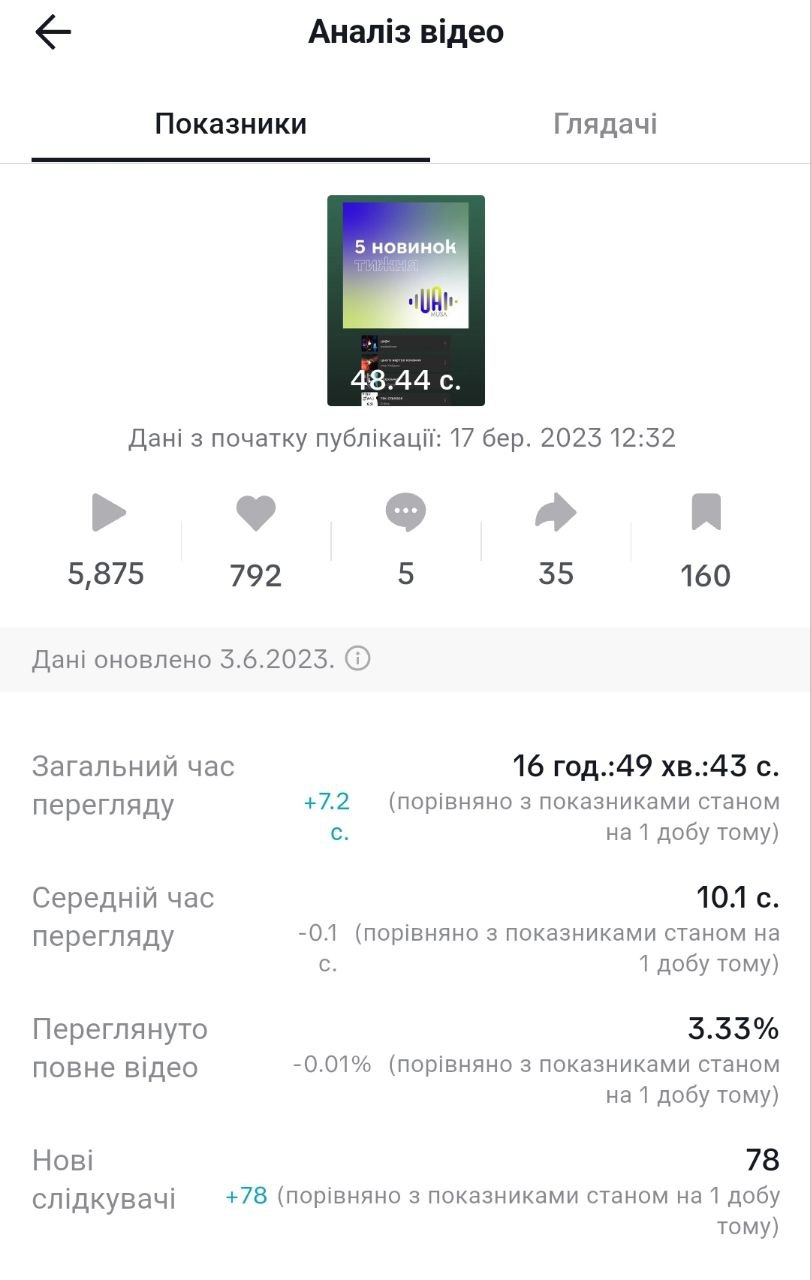 Аналіз відео
Показники
Глядачі
5 новинок
тижня
UA
MUSA
48.44 с.
Дані з початку публікації: 17 бер. 2023 12:32
5,875
792
5
35
160
Дані оновлено 3.6.2023.
Загальний час
перегляду
16 год.:49 хв.:43 с.
+7.2
с.
(порівняно з показниками станом
на 1 добу тому)
Середній час
перегляду
10.1 с.
-0.1
с.
(порівняно з показниками станом на
1 добу тому)
Переглянуто
повне відео
3.33%
-0.01%
(порівняно з показниками станом
на 1 добу тому)
Нові
слідкувачі
78
+78
(порівняно з показниками станом на 1 добу
тому)